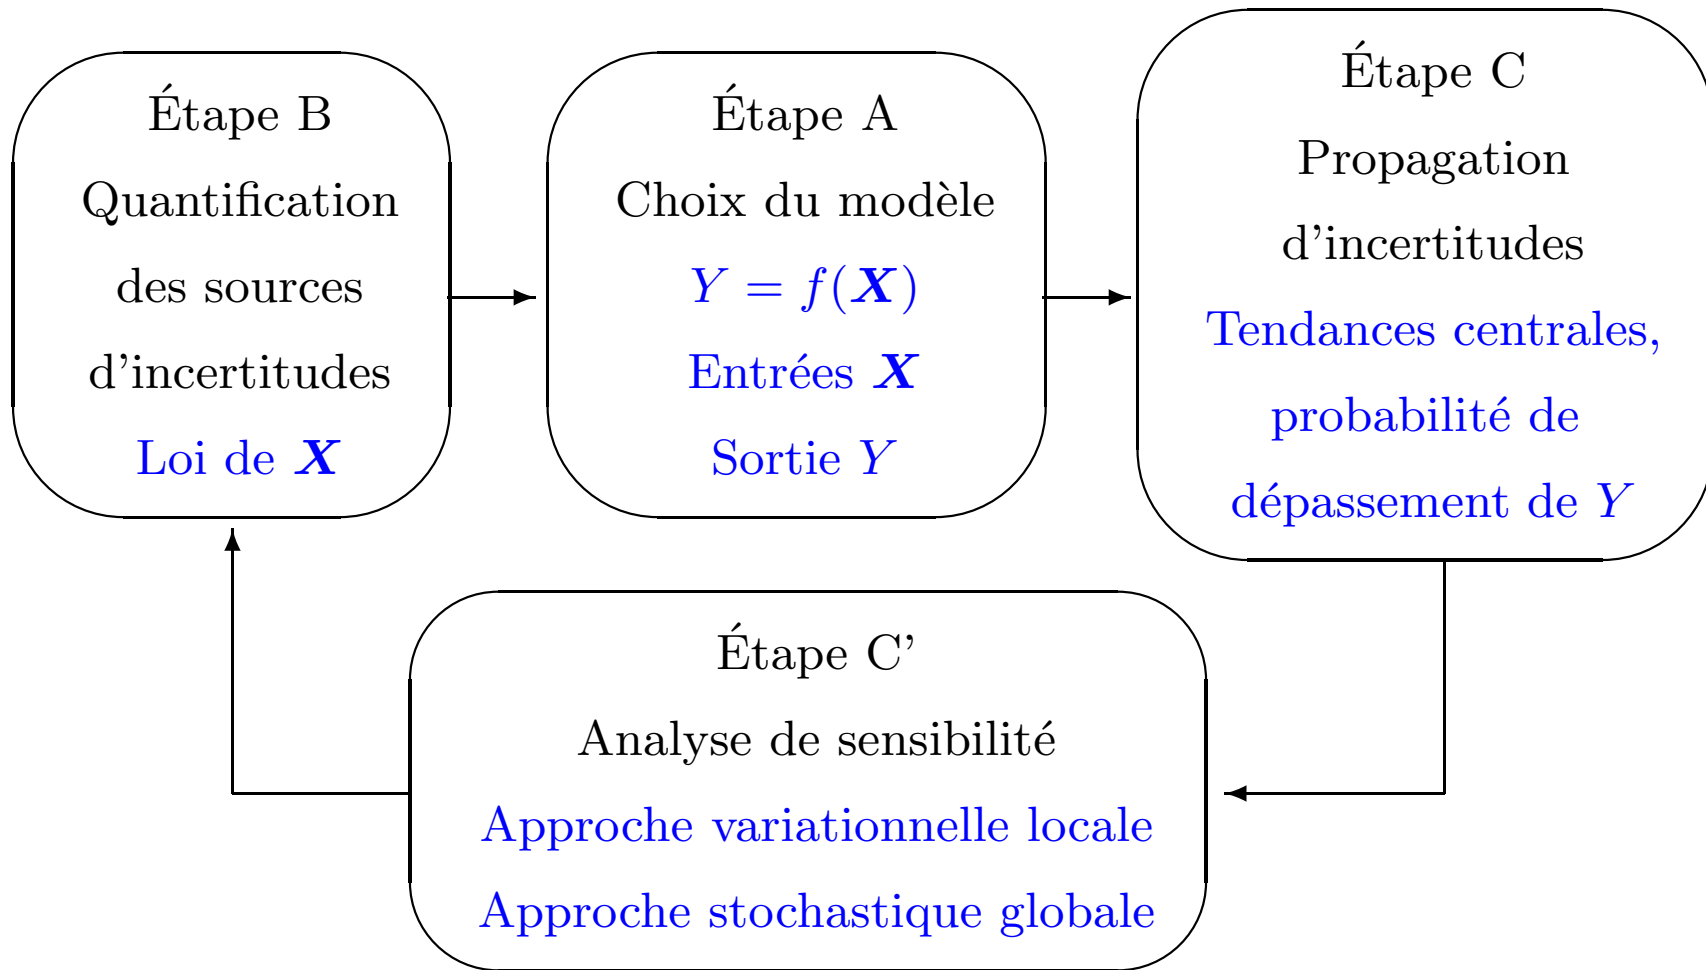 Étape B
Quantification
des sources
d'incertitudes
Loi de X
Étape A
Choix du modèle
Y = f(X)
Entrées X
Sortie Y
Étape C
Propagation
d'incertitudes
Tendances centrales,
probabilité de
dépassement de Y
Étape C'
Analyse de sensibilité
Approche variationnelle locale
Approche stochastique globale